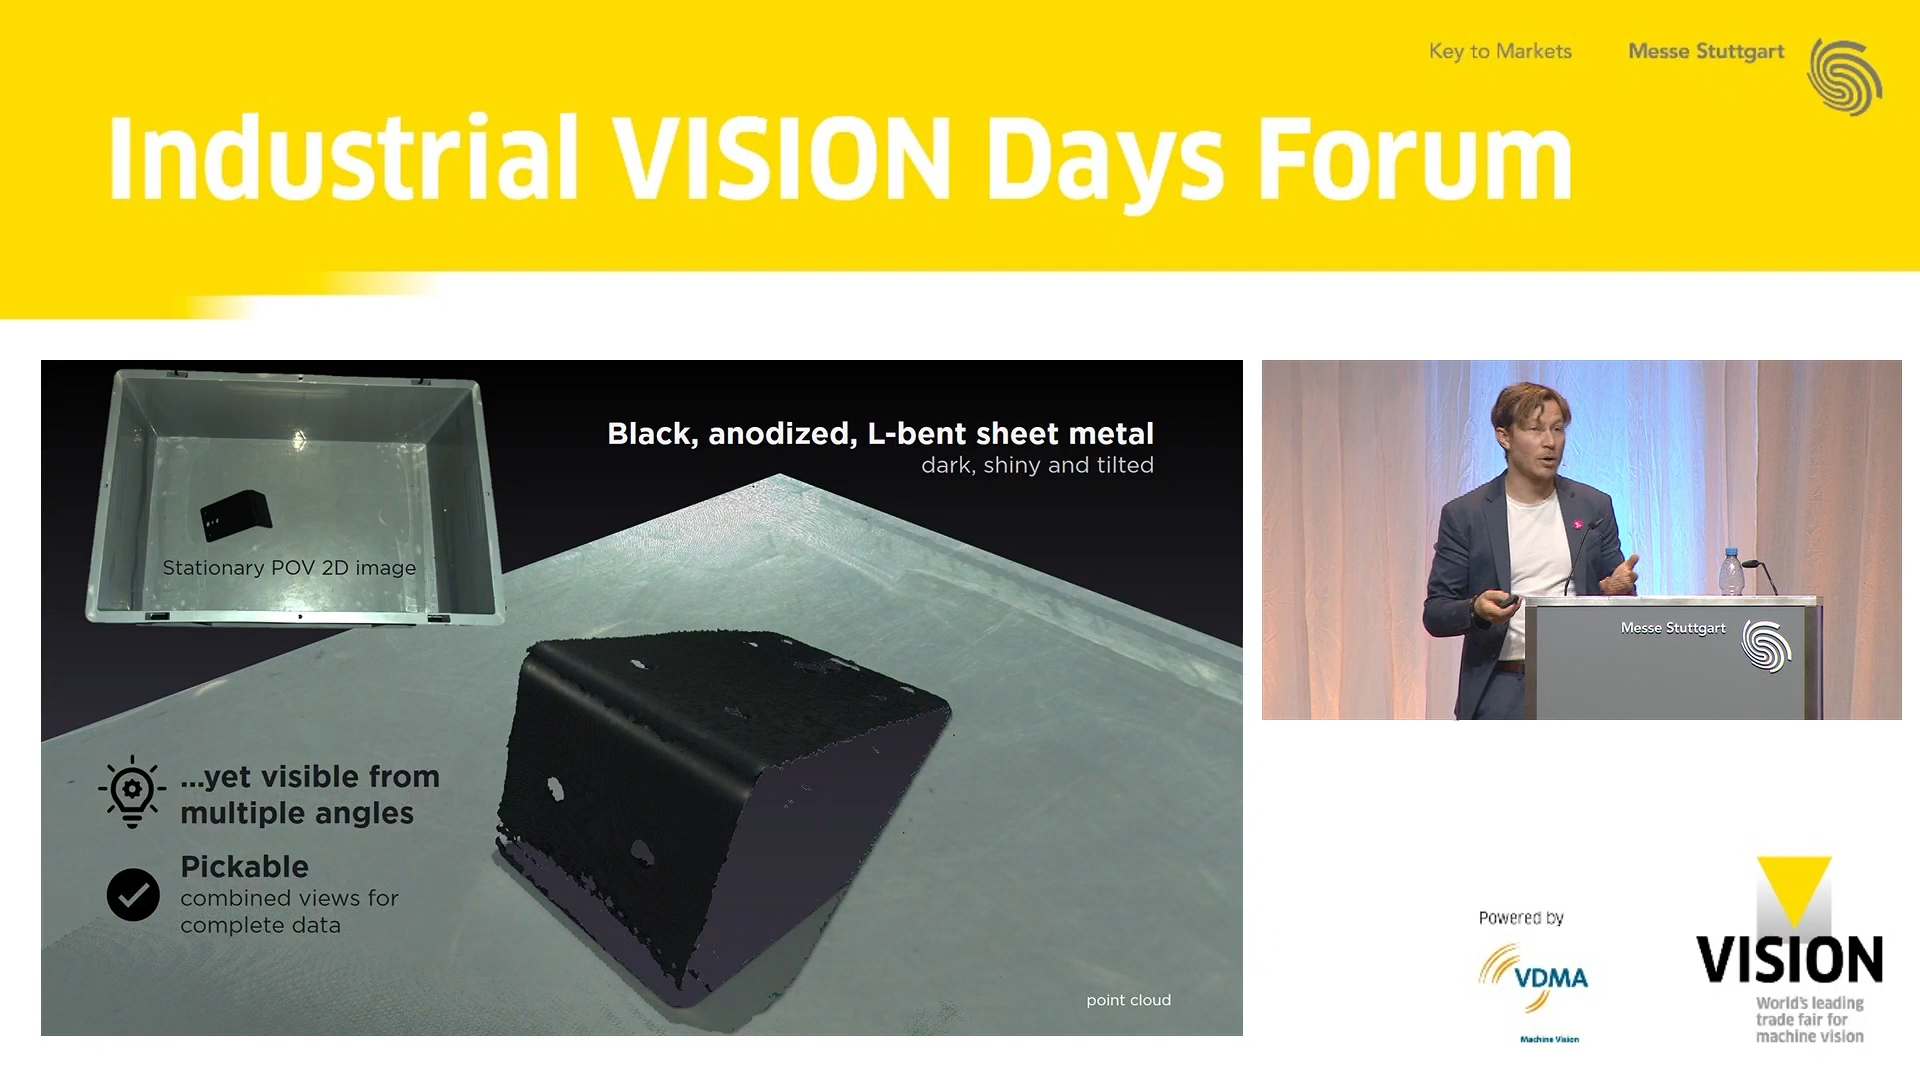 Key to Markets
Messe Stuttgart
Industrial VISION Days Forum
Black, anodized, L-bent sheet metal
dark, shiny and tilted
Stationary POV 2D image
...yet visible from
multiple angles
Pickable
combined views for
complete data
point cloud
Messe Stuttgart
Powered by
VDMA
Machine Vision
VISION
World's leading
trade fair for
machine vision